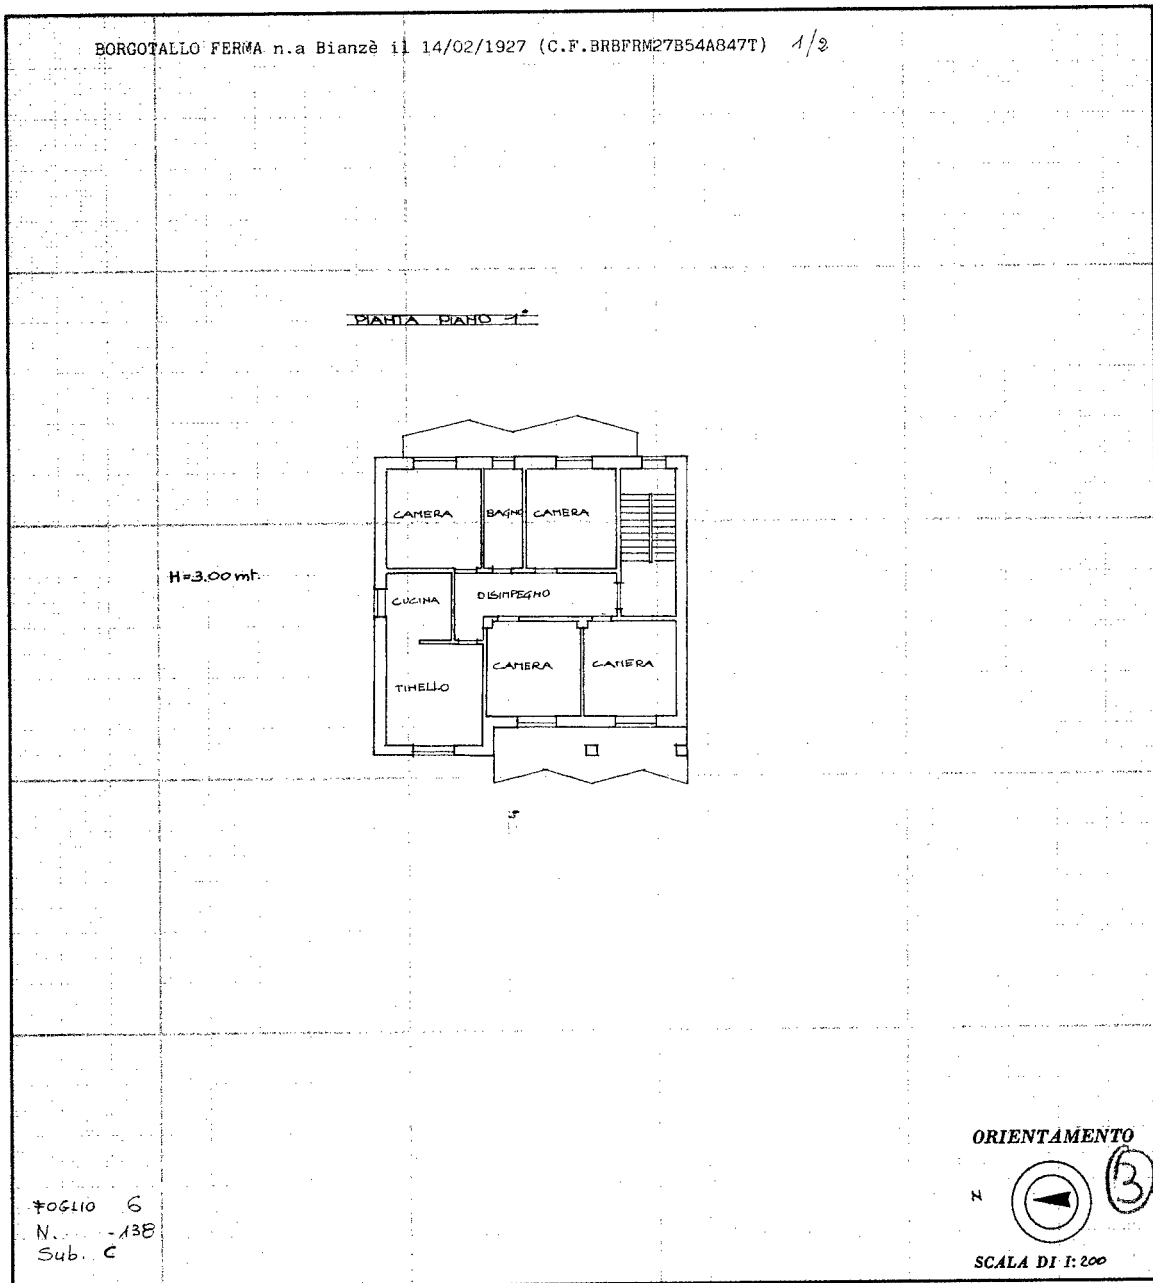 BORGOTALLO FERMA n.a Bianzè il 14/02/1927 (C.F.BRBFRM27B54A847T) 1/2
PIANTA PIANO 1°
CAMERA BAGNO CAMERA
H=3.00 mt.
CUCINA DISIMPEGNO
CAMERA CAMERA
TINELLO
ORIENTAMENTO
N
3
FOGLIO 6
N. 138
Sub. C
SCALA DI 1:200